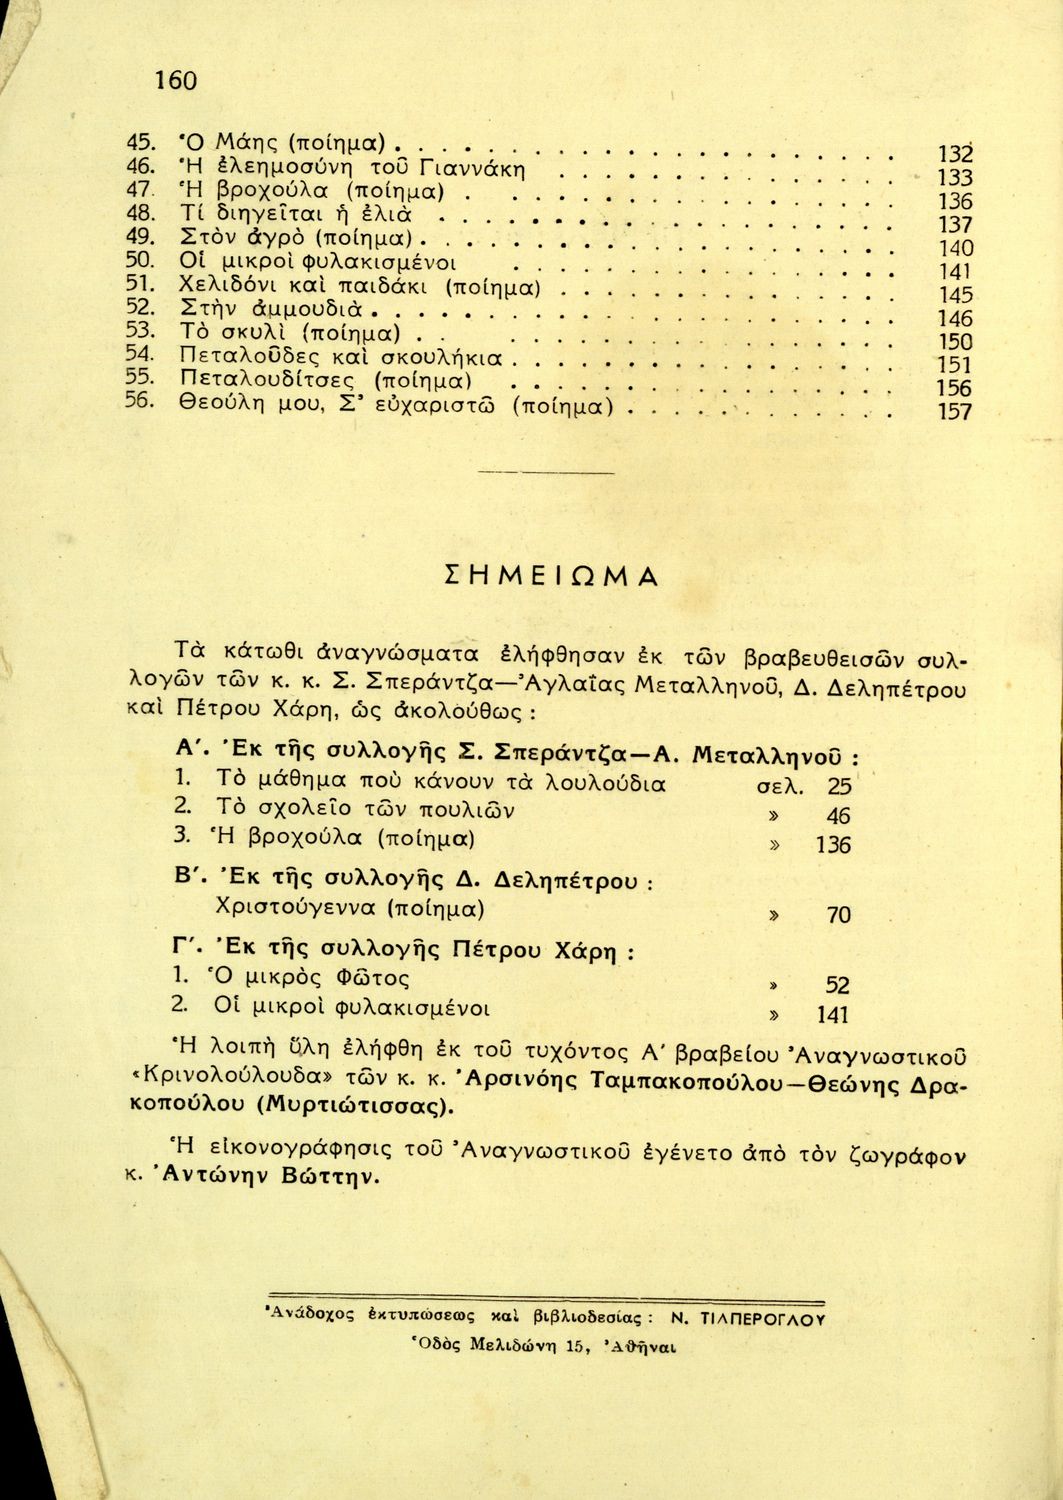 160
45. Ὁ Μάης (ποίημα) . . . . . . . . . . . . . . . . . . . . 132
46. Ἡ ἐλεημοσύνη τοῦ Γιαννάκη . . . . . . . . . . . . . . 133
47. Ἡ βροχούλα (ποίημα) . . . . . . . . . . . . . . . . . 136
48. Τί διηγεῖται ἡ ἐλιὰ . . . . . . . . . . . . . . . . . . . 137
49. Στὸν ἀγρὸ (ποίημα) . . . . . . . . . . . . . . . . . . . 140
50. Οἱ μικροὶ φυλακισμένοι . . . . . . . . . . . . . . . . 141
51. Χελιδόνι καὶ παιδάκι (ποίημα) . . . . . . . . . . . . . . 145
52. Στὴν ἀμμουδιὰ . . . . . . . . . . . . . . . . . . . . . 146
53. Τὸ σκυλὶ (ποίημα) . . . . . . . . . . . . . . . . . . 150
54. Πεταλοῦδες καὶ σκουλήκια . . . . . . . . . . . . . . . . 151
55. Πεταλουδίτσες (ποίημα) . . . . . . . . . . . . . . . . 156
56. Θεούλη μου, Σ' εὐχαριστῶ (ποίημα) . . . . . . . . . . . 157
ΣΗΜΕΙΩΜΑ
Τὰ κάτωθι ἀναγνώσματα ἐλήφθησαν ἐκ τῶν βραβευθεισῶν συλ-
λογῶν τῶν κ. κ. Σ. Σπεράντζα—Ἀγλαΐας Μεταλληνοῦ, Δ. Δεληπέτρου
καὶ Πέτρου Χάρη, ὡς ἀκολούθως :
Α'. Ἐκ τῆς συλλογῆς Σ. Σπεράντζα—Α. Μεταλληνοῦ :
1. Τὸ μάθημα ποὺ κάνουν τὰ λουλούδια σελ. 25
2. Τὸ σχολεῖο τῶν πουλιῶν » 46
3. Ἡ βροχούλα (ποίημα) » 136
Β'. Ἐκ τῆς συλλογῆς Δ. Δεληπέτρου :
Χριστούγεννα (ποίημα) » 70
Γ'. Ἐκ τῆς συλλογῆς Πέτρου Χάρη :
1. Ὁ μικρὸς Φῶτος » 52
2. Οἱ μικροὶ φυλακισμένοι » 141
Ἡ λοιπὴ ὕλη ἐλήφθη ἐκ τοῦ τυχόντος Α' βραβείου Ἀναγνωστικοῦ
«Κρινολούλουδα» τῶν κ. κ. Ἀρσινόης Ταμπακοπούλου—Θεώνης Δρα-
κοπούλου (Μυρτιώτισσας).
Ἡ εἰκονογράφησις τοῦ Ἀναγνωστικοῦ ἐγένετο ἀπὸ τὸν ζωγράφον
κ. Ἀντώνην Βώττην.
Ἀνάδοχος ἐκτυπώσεως καὶ βιβλιοδεσίας : Ν. ΤΙΛΠΕΡΟΓΛΟΥ
Ὁδὸς Μελιδώνη 15, Ἀθῆναι